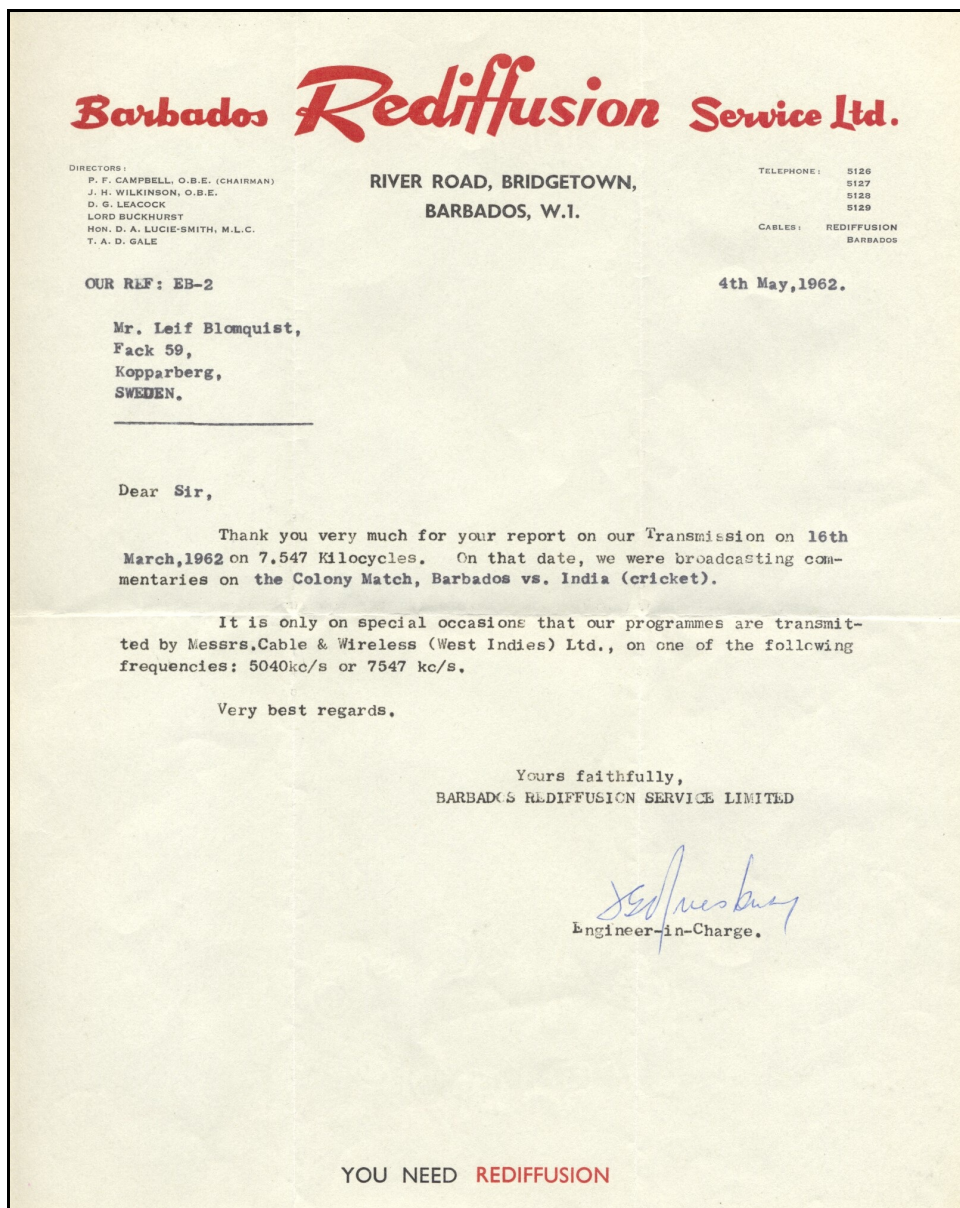 Barbados Rediffusion Service Ltd.
DIRECTORS:
P. F. CAMPBELL, O.B.E. (CHAIRMAN)
J. H. WILKINSON, O.B.E.
D. G. LEACOCK
LORD BUCKHURST
HON. D. A. LUCIE-SMITH, M.L.C.
T. A. D. GALE
RIVER ROAD, BRIDGETOWN,
BARBADOS, W.1.
TELEPHONE: 5126
5127
5128
5129
CABLES: REDIFFUSION
BARBADOS
OUR REF: EB-2
4th May,1962.
Mr. Leif Blomquist,
Fack 59,
Kopparberg,
SWEDEN.
Dear Sir,
Thank you very much for your report on our Transmission on 16th
March,1962 on 7.547 Kilocycles. On that date, we were broadcasting com-
mentaries on the Colony Match, Barbados vs. India (cricket).
It is only on special occasions that our programmes are transmit-
ted by Messrs.Cable & Wireless (West Indies) Ltd., on one of the following
frequencies: 5040kc/s or 7547 kc/s.
Very best regards.
Yours faithfully,
BARBADOS REDIFFUSION SERVICE LIMITED
Engineer-in-Charge.
YOU NEED REDIFFUSION